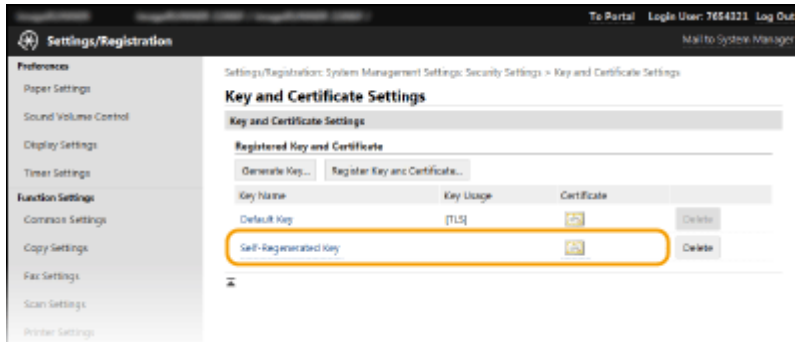 To Portal Login User: 7654321 Log Out
Settings/Registration
Mail to System Manager
Preferences
Paper Settings
Sound Volume Control
Display Settings
Timer Settings
Function Settings
Common Settings
Copy Settings
Fax Settings
Scan Settings
Printer Settings
Settings/Registration: System Management Settings: Security Settings > Key and Certificate Settings
Key and Certificate Settings
Key and Certificate Settings
Registered Key and Certificate
Generate Key... Register Key and Certificate...
Key Name Key Usage Certificate
Default Key [TLS] Delete
Self-Regenerated Key Delete